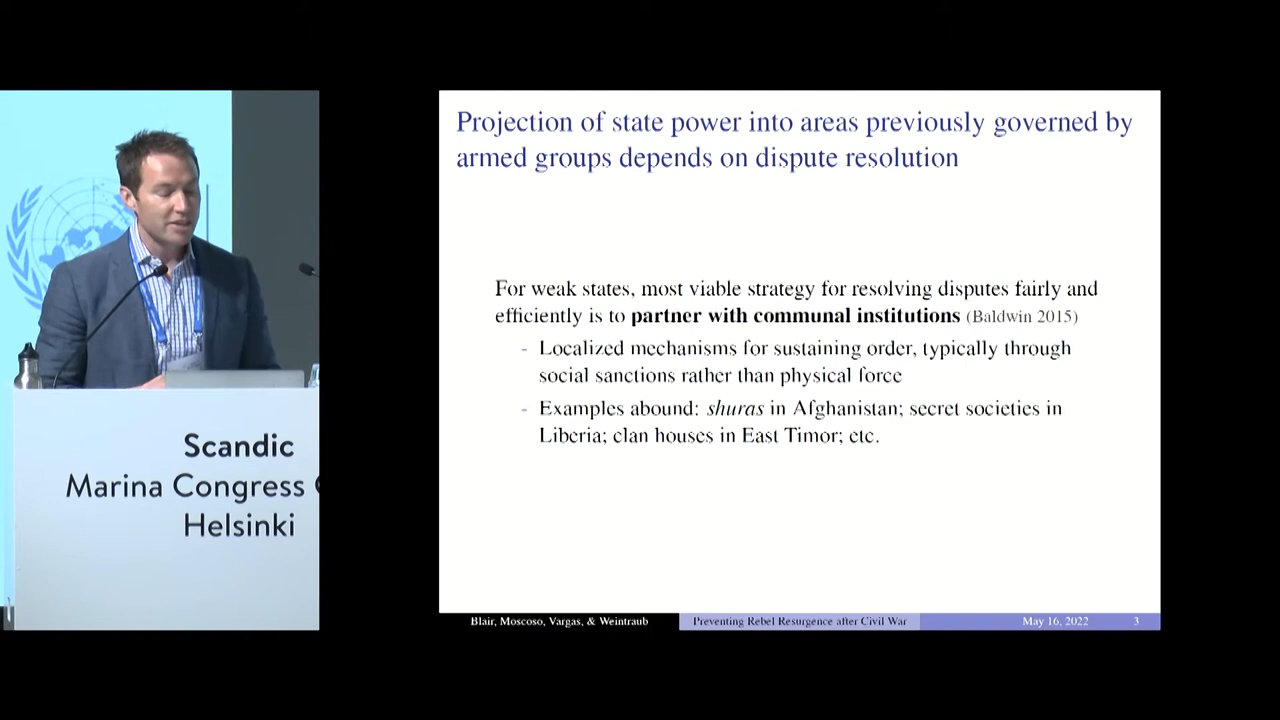 Projection of state power into areas previously governed by
armed groups depends on dispute resolution
For weak states, most viable strategy for resolving disputes fairly and
efficiently is to partner with communal institutions (Baldwin 2015)
- Localized mechanisms for sustaining order, typically through
social sanctions rather than physical force
- Examples abound: shuras in Afghanistan; secret societies in
Liberia; clan houses in East Timor; etc.
Blair, Moscoso, Vargas, & Weintraub Preventing Rebel Resurgence after Civil War May 16, 2022 3
Scandic
Marina Congress
Helsinki